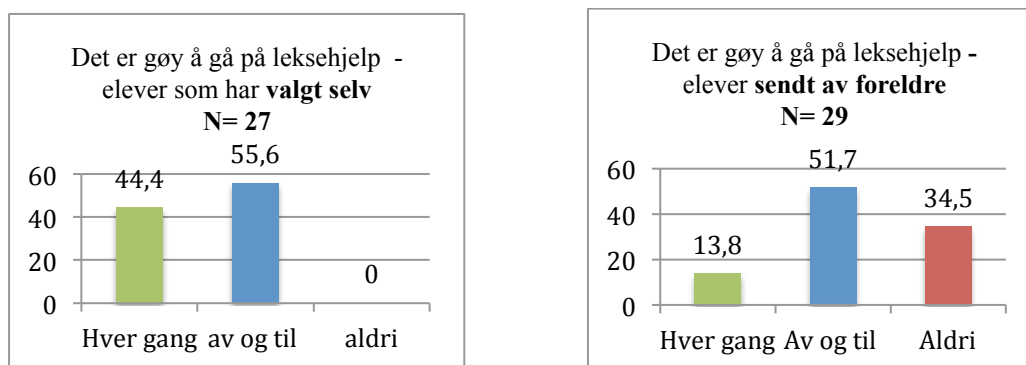 Det er gøy å gå på leksehjelp -
elever som har valgt selv
N= 27
55,6
44,4
0
60
40
20
0
Hver gang av og til aldri
Det er gøy å gå på leksehjelp -
elever sendt av foreldre
N= 29
51,7
34,5
13,8
60
40
20
0
Hver gang Av og til Aldri